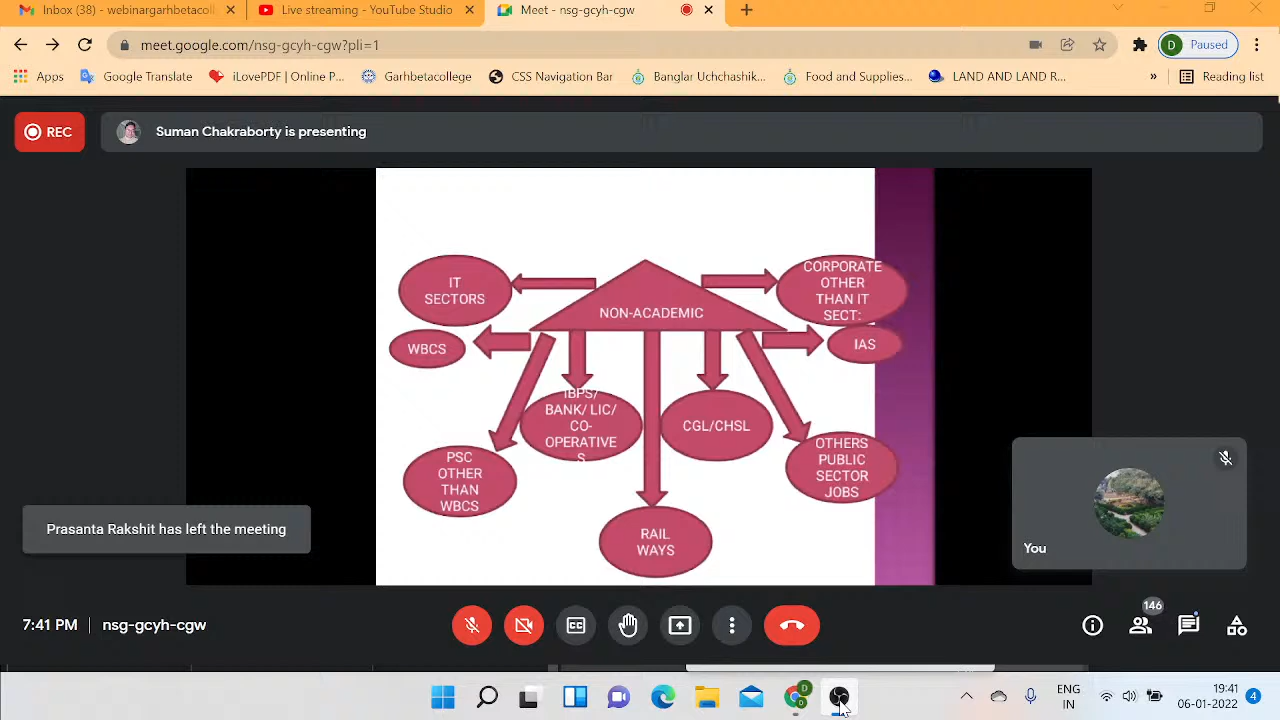 Inbox (38) - webinargarhbetacoll
Live streaming - YouTube Studio
Meet - nsg-gcyh-cgw
meet.google.com/nsg-gcyh-cgw?pli=1
D Paused
Apps
Google Translate
iLovePDF | Online P...
Garhbetacollege
CSS Navigation Bar
Banglar Uchchashik...
Food and Supplies...
LAND AND LAND R...
»
Reading list
REC
Suman Chakraborty is presenting
IT
SECTORS
CORPORATE
OTHER
THAN IT
SECT:
NON-ACADEMIC
WBCS
IAS
IBPS/
BANK/ LIC/
CO-
OPERATIVE
S
CGL/CHSL
PSC
OTHER
THAN
WBCS
OTHERS
PUBLIC
SECTOR
JOBS
RAIL
WAYS
Prasanta Rakshit has left the meeting
You
7:41 PM | nsg-gcyh-cgw
146
ENG
IN
19:41
06-01-2022
4